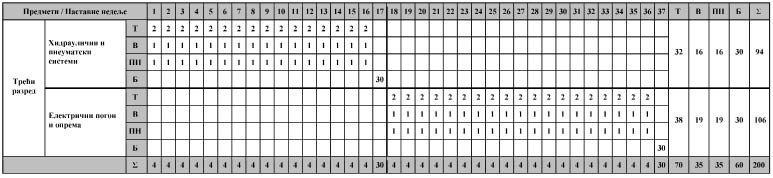 Предмети / Наставне недеље 1 2 3 4 5 6 7 8 9 10 11 12 13 14 15 16 17 18 19 20 21 22 23 24 25 26 27 28 29 30 31 32 33 34 35 36 37 Т В ПН Б Σ
Трећи разред
Хидраулични и пнеуматски системи
Т 2 2 2 2 2 2 2 2 2 2 2 2 2 2 2 2
В 1 1 1 1 1 1 1 1 1 1 1 1 1 1 1 1
ПН 1 1 1 1 1 1 1 1 1 1 1 1 1 1 1 1
Б 30
32 16 16 30 94
Електрични погон и опрема
Т 2 2 2 2 2 2 2 2 2 2 2 2 2 2 2 2 2 2 2
В 1 1 1 1 1 1 1 1 1 1 1 1 1 1 1 1 1 1 1
ПН 1 1 1 1 1 1 1 1 1 1 1 1 1 1 1 1 1 1 1
Б 30
38 19 19 30 106
Σ 4 4 4 4 4 4 4 4 4 4 4 4 4 4 4 4 30 4 4 4 4 4 4 4 4 4 4 4 4 4 4 4 4 4 4 4 30 70 35 35 60 200